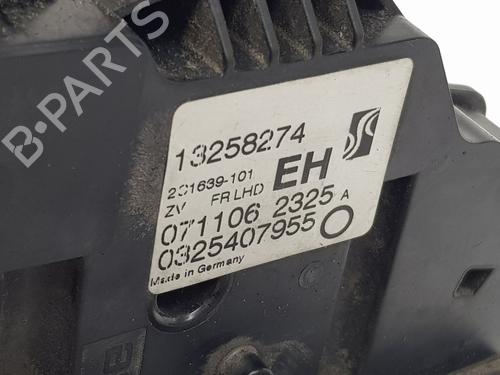 B-PARTS
13258274
2C1639-101
EH
ZV FR LHD
071106 2325 A
0325407955
Made in Germany